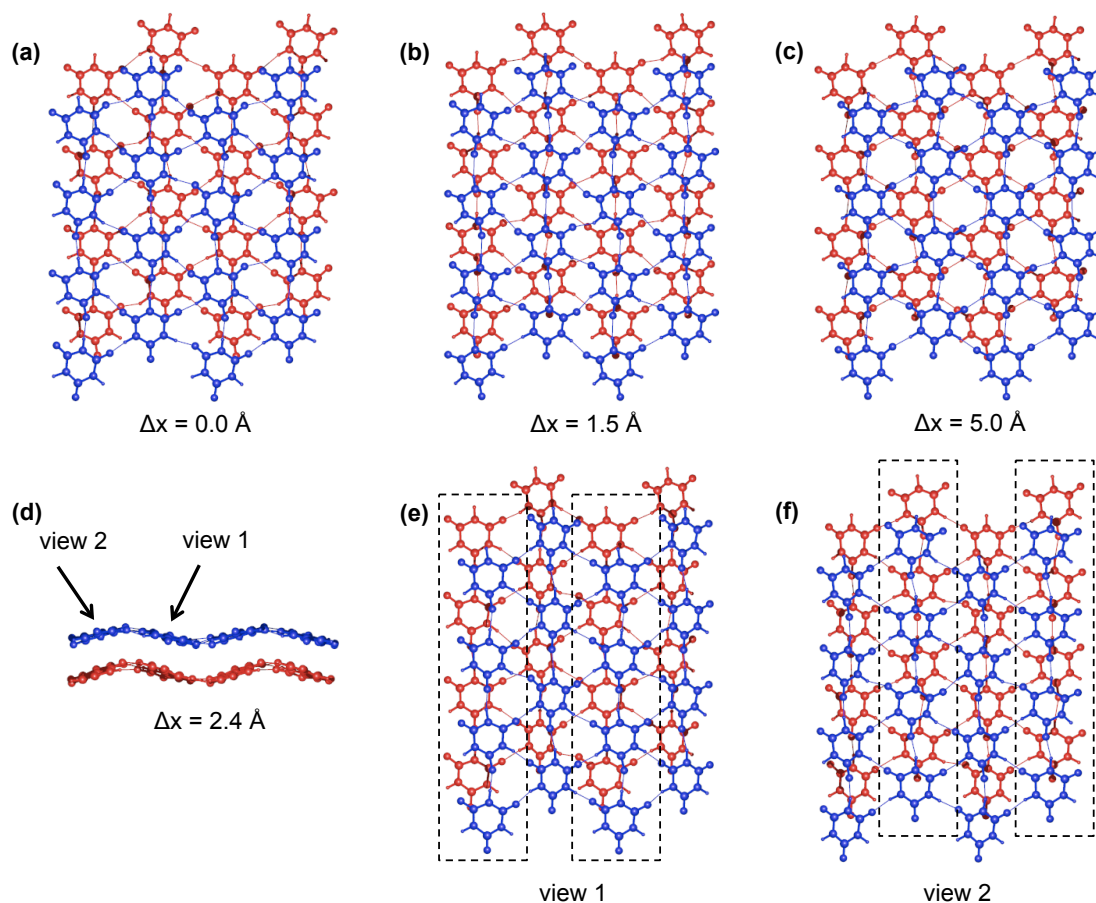 (a)
(b)
(c)
Δx = 0.0 Å
Δx = 1.5 Å
Δx = 5.0 Å
(d)
view 2
view 1
Δx = 2.4 Å
(e)
view 1
(f)
view 2